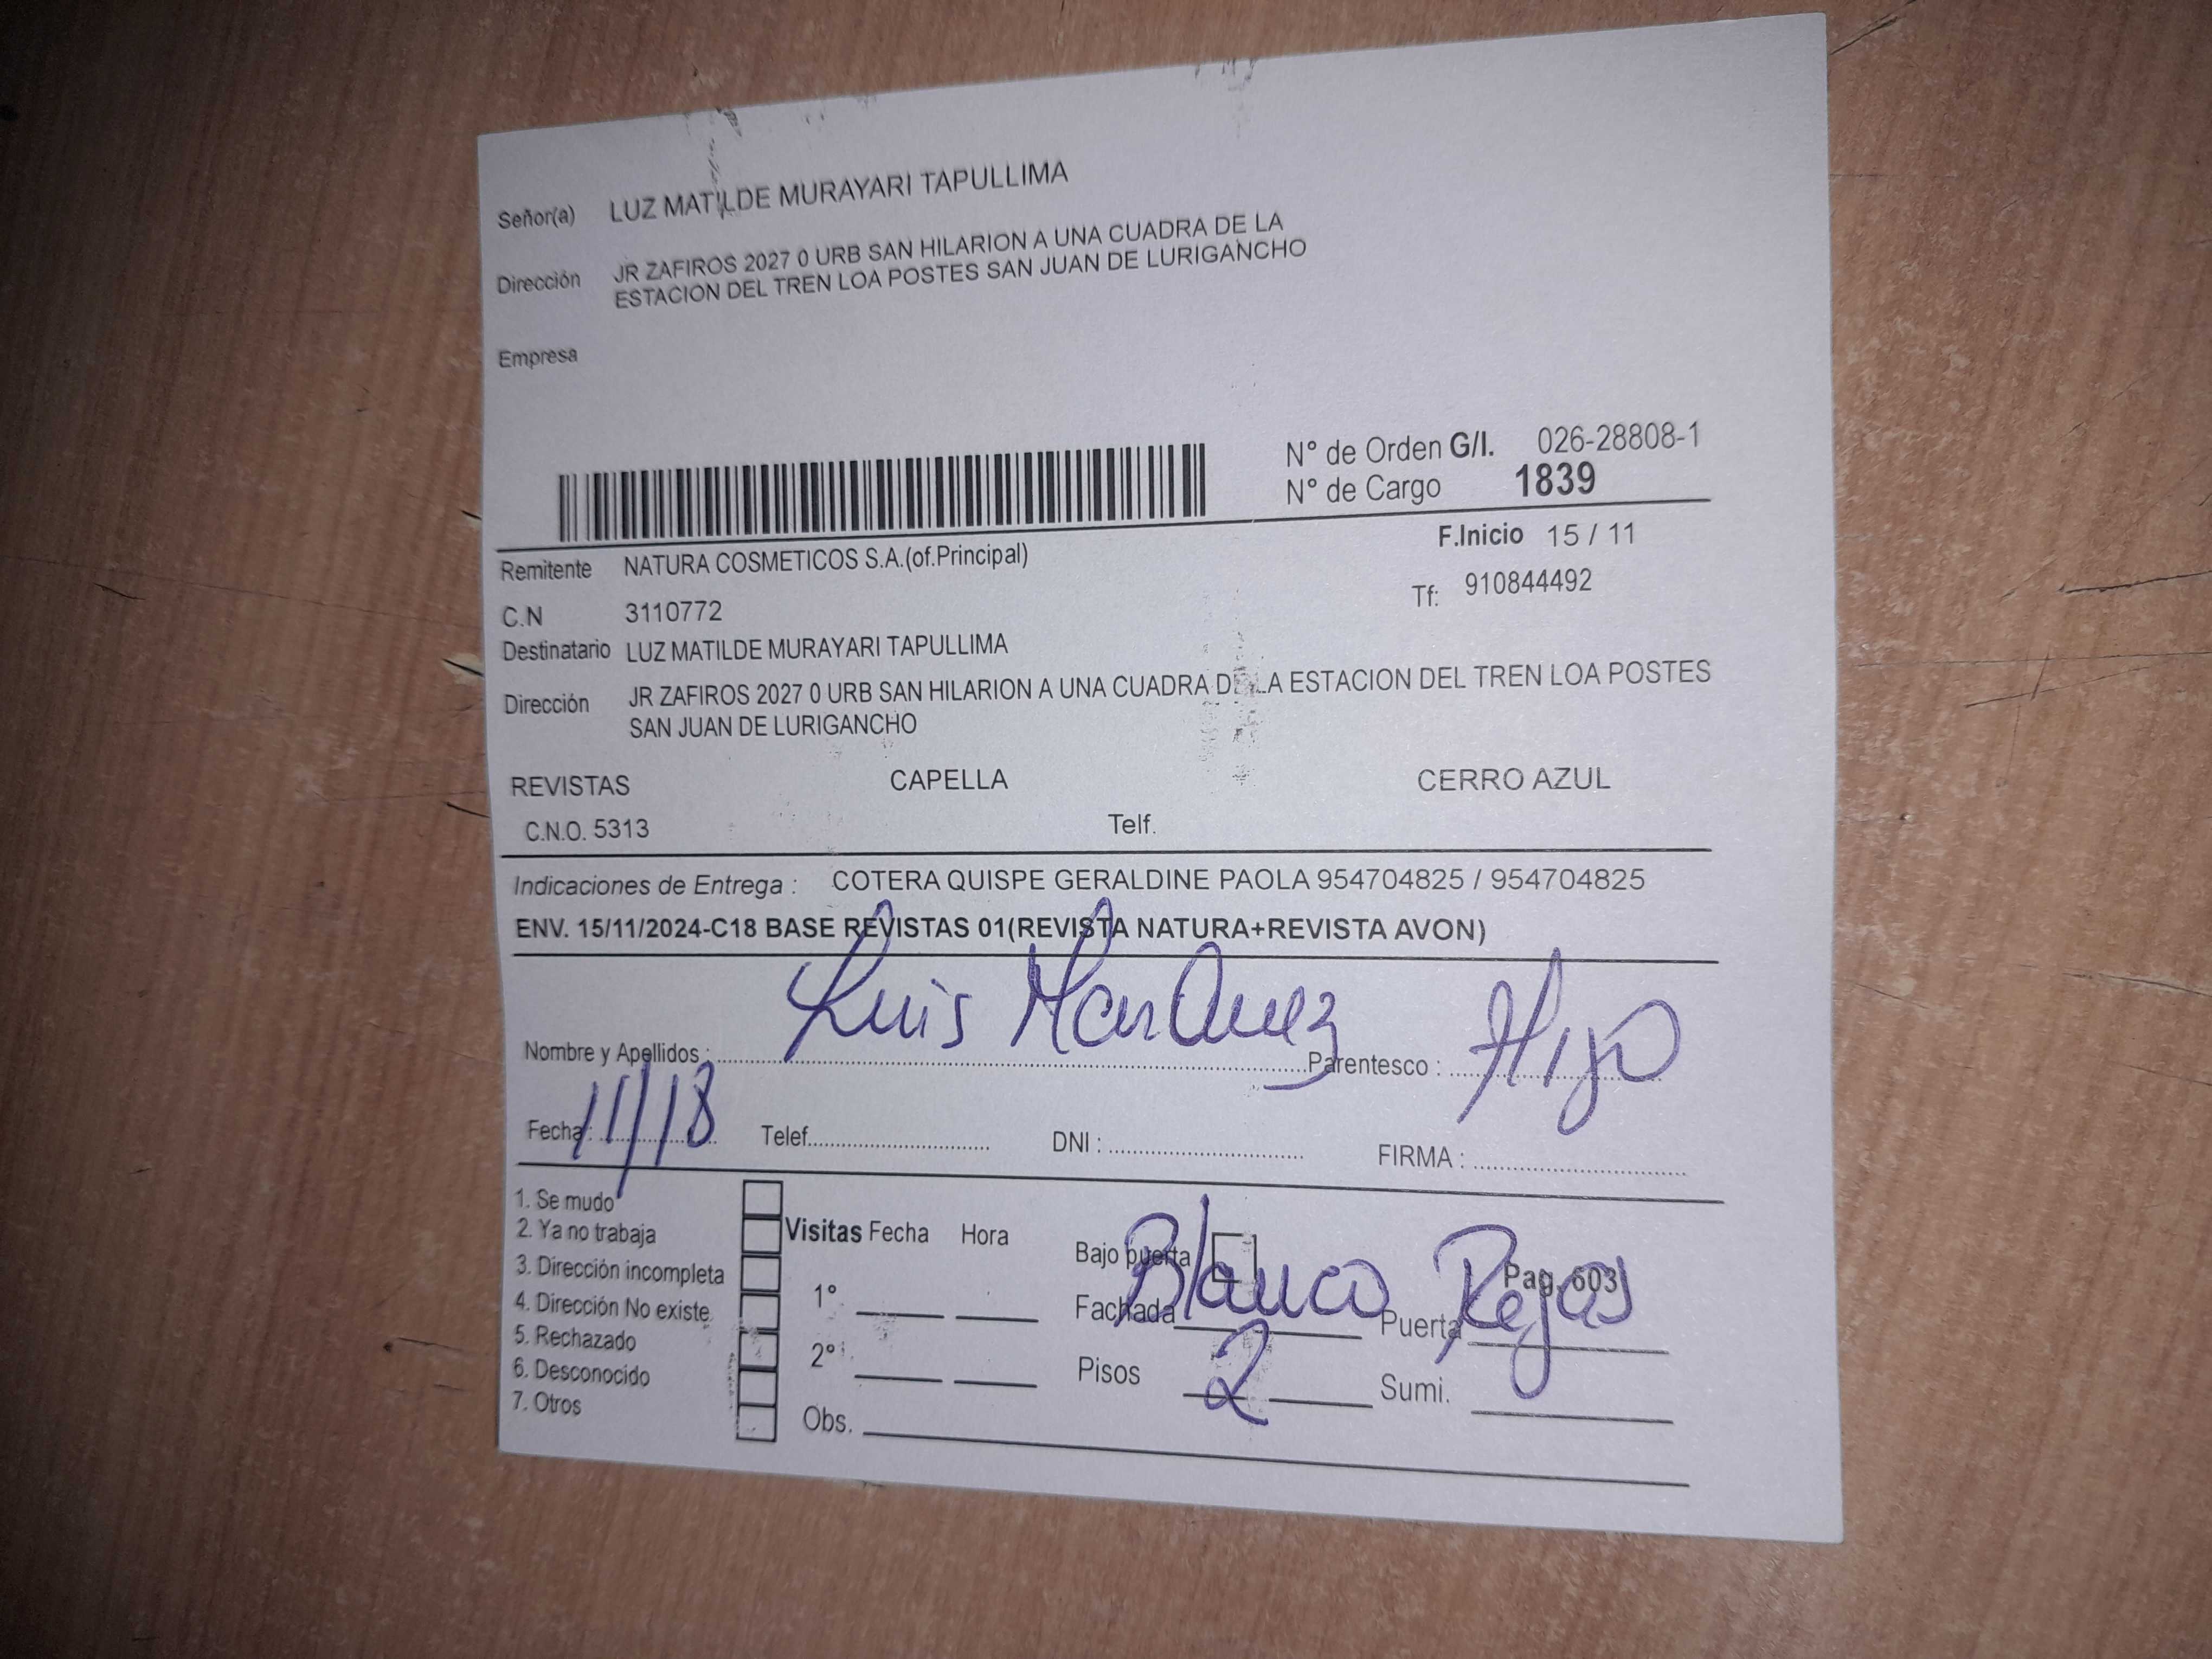 Señor(a) LUZ MATILDE MURAYARI TAPULLIMA
Dirección JR ZAFIROS 2027 0 URB SAN HILARION A UNA CUADRA DE LA
ESTACION DEL TREN LOA POSTES SAN JUAN DE LURIGANCHO
Empresa
N° de Orden G/I. 026-28808-1
N° de Cargo 1839
F.Inicio 15 / 11
Remitente NATURA COSMETICOS S.A.(of.Principal)
Tf: 910844492
C.N 3110772
Destinatario LUZ MATILDE MURAYARI TAPULLIMA
Dirección JR ZAFIROS 2027 0 URB SAN HILARION A UNA CUADRA DE LA ESTACION DEL TREN LOA POSTES
SAN JUAN DE LURIGANCHO
REVISTAS CAPELLA CERRO AZUL
C.N.O. 5313 Telf.
Indicaciones de Entrega : COTERA QUISPE GERALDINE PAOLA 954704825 / 954704825
ENV. 15/11/2024-C18 BASE REVISTAS 01(REVISTA NATURA+REVISTA AVON)
Nombre y Apellidos : Luis Marquez Parentesco : Hijo
Fecha: 11/18 Telef. DNI : FIRMA :
1. Se mudo
2. Ya no trabaja
3. Dirección incompleta
4. Dirección No existe
5. Rechazado
6. Desconocido
7. Otros
Visitas Fecha Hora
1°
2°
Obs.
Bajo puerta Pag. 603
Fachada Blanco Puerta Rejas
Pisos 2 Sumi.